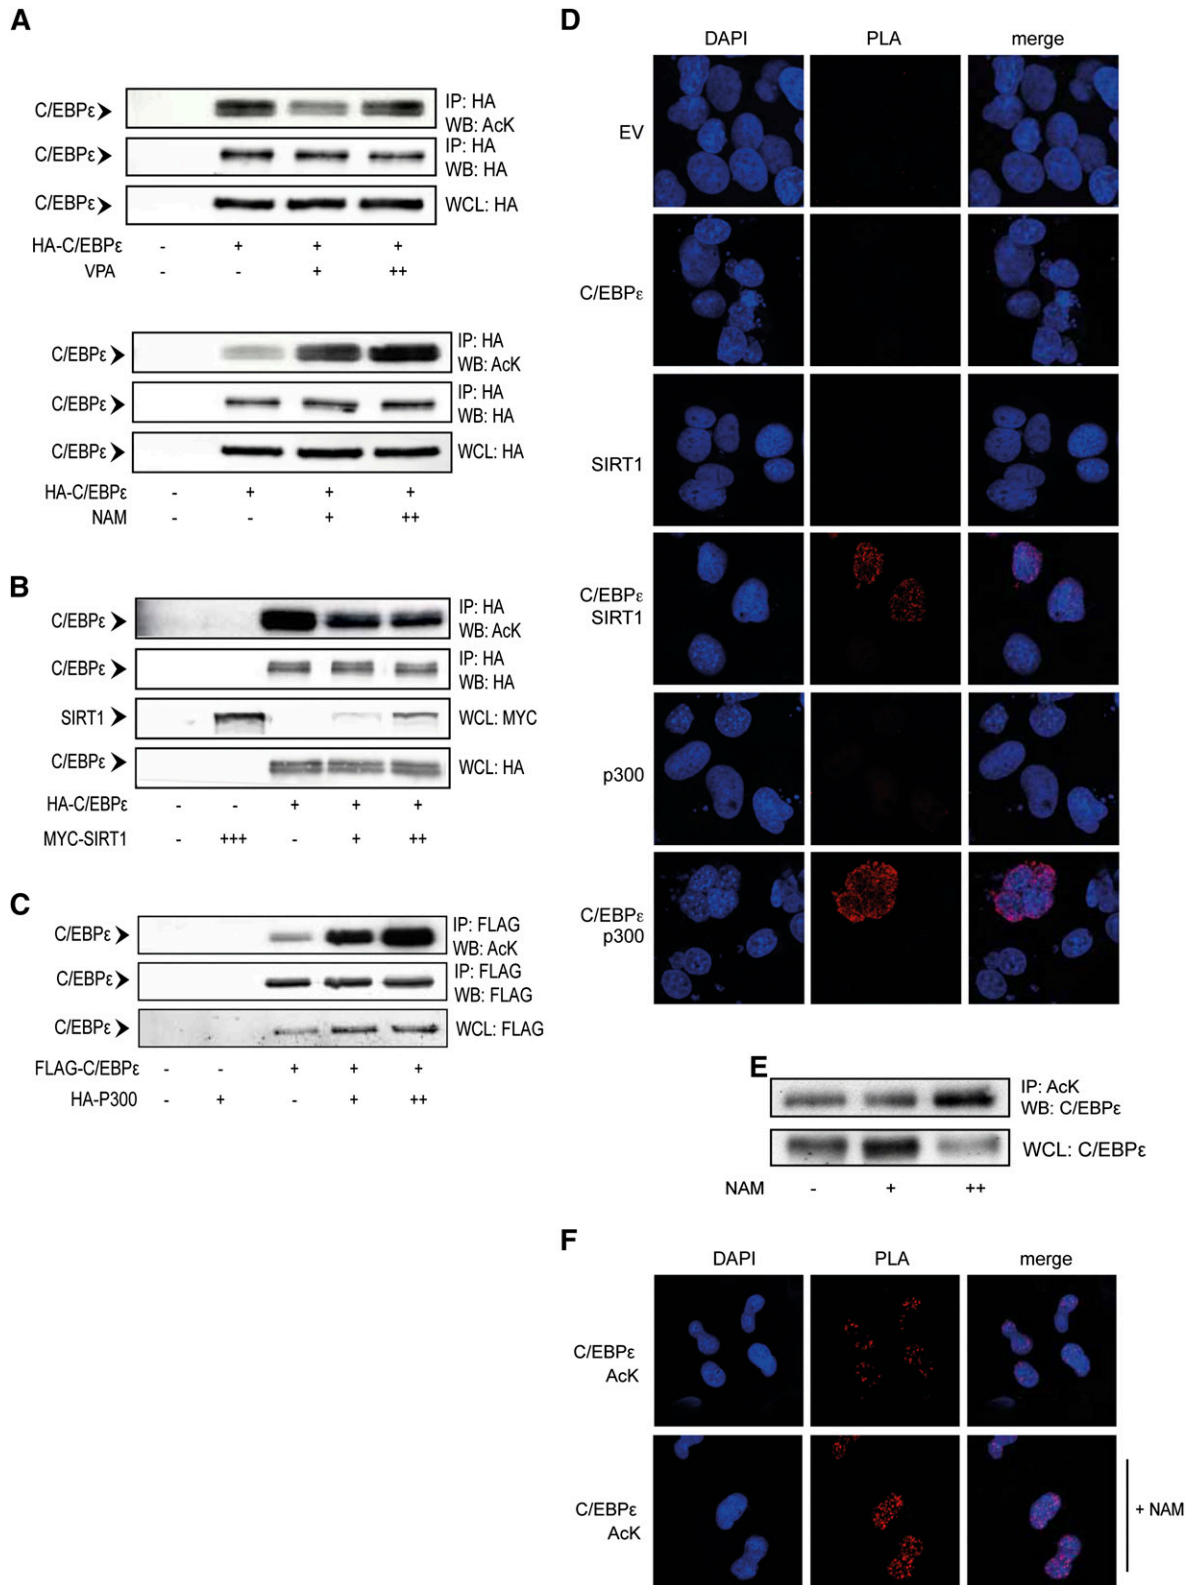 A
C/EBPε
IP: HA
WB: AcK
C/EBPε
IP: HA
WB: HA
C/EBPε
WCL: HA
HA-C/EBPε - + + +
VPA - - + ++
C/EBPε
IP: HA
WB: AcK
C/EBPε
IP: HA
WB: HA
C/EBPε
WCL: HA
HA-C/EBPε - + + +
NAM - - + ++
B
C/EBPε
IP: HA
WB: AcK
C/EBPε
IP: HA
WB: HA
SIRT1
WCL: MYC
C/EBPε
WCL: HA
HA-C/EBPε - - + + +
MYC-SIRT1 - +++ - + ++
C
C/EBPε
IP: FLAG
WB: AcK
C/EBPε
IP: FLAG
WB: FLAG
C/EBPε
WCL: FLAG
FLAG-C/EBPε - - + + +
HA-P300 - + - + ++
D
DAPI PLA merge
EV
C/EBPε
SIRT1
C/EBPε
SIRT1
p300
C/EBPε
p300
E
IP: AcK
WB: C/EBPε
WCL: C/EBPε
NAM - + ++
F
DAPI PLA merge
C/EBPε
AcK
C/EBPε
AcK
+ NAM